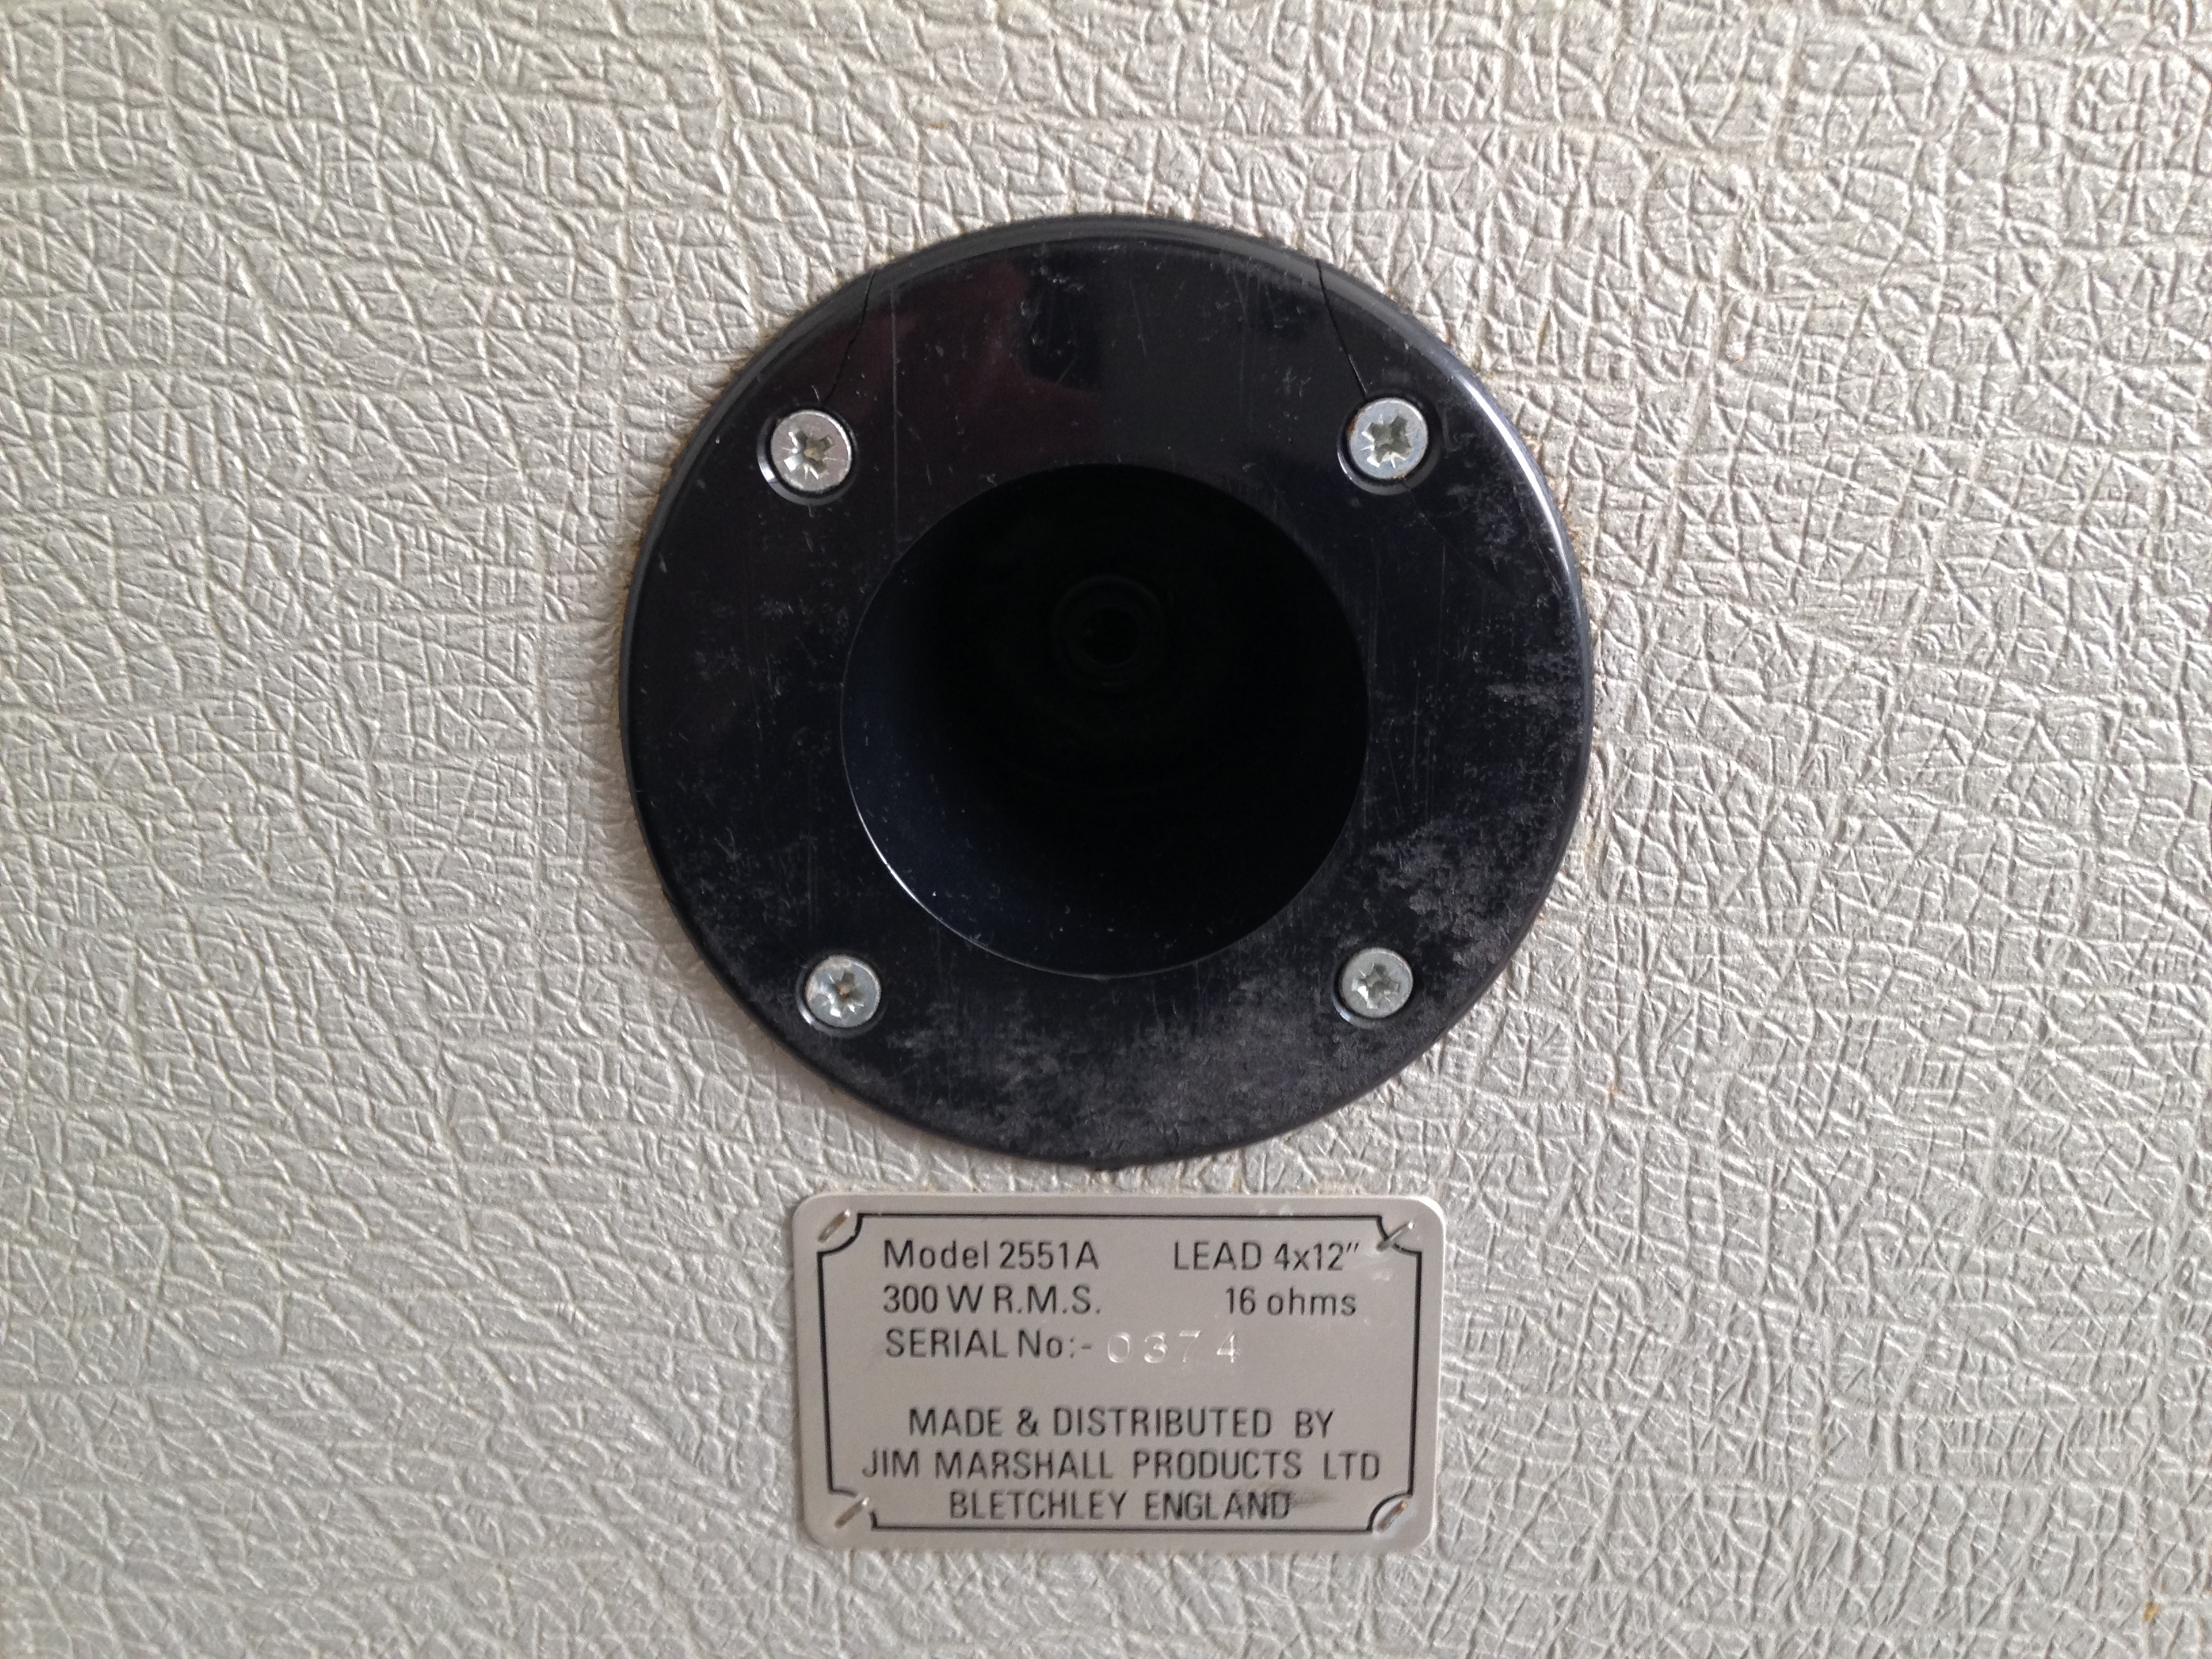 Model 2551A LEAD 4x12"
300 W R.M.S. 16 ohms
SERIAL No:- 0374
MADE & DISTRIBUTED BY
JIM MARSHALL PRODUCTS LTD
BLETCHLEY ENGLAND